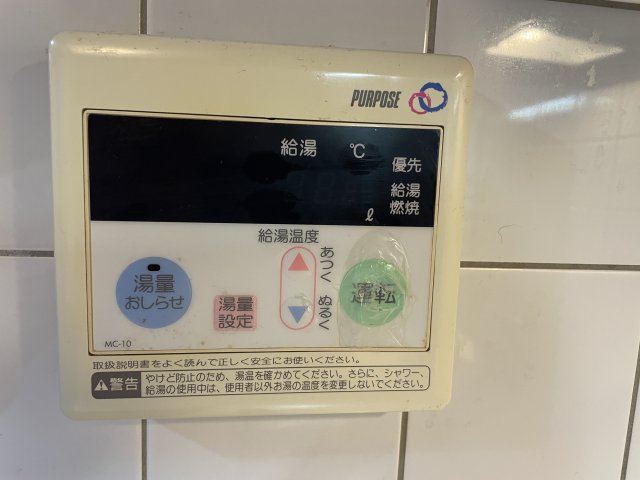 PURPOSE
給湯 ℃
優先
給湯
燃焼
ℓ
給湯温度
あつく
ぬるく
湯量
おしらせ
湯量
設定
運転
MC-10
取扱説明書をよく読んで正しく安全にお使いください。
警告
やけど防止のため、湯温を確かめてください。さらに、シャワー、
給湯の使用中は、使用者以外お湯の温度を変更しないでください。